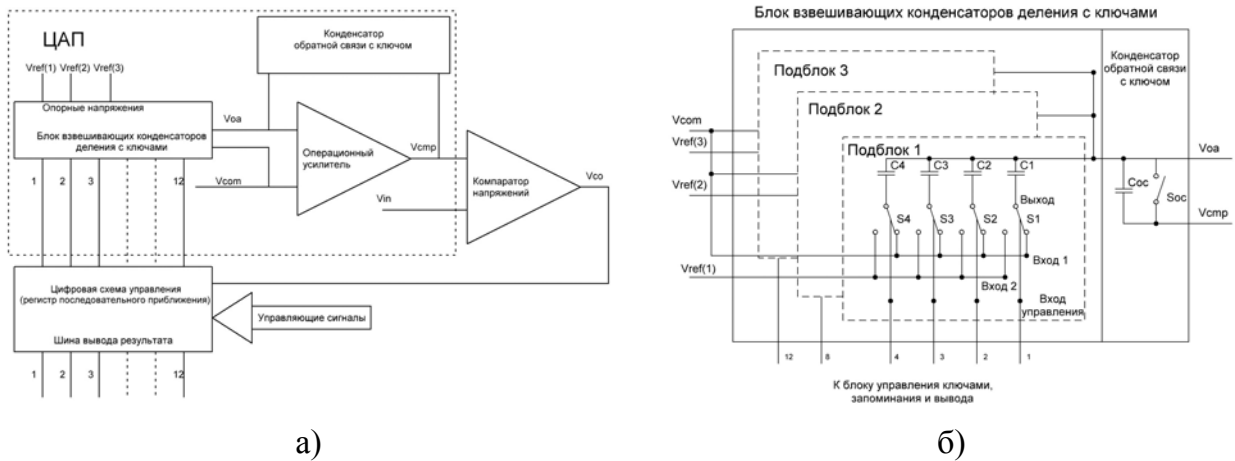 ЦАП
Vref(1) Vref(2) Vref(3)
Опорные напряжения
Блок взвешивающих конденсаторов
деления с ключами
Конденсатор
обратной связи с ключом
Voa
Операционный
усилитель
Vcmp
Vcom
Vin
Компаратор
напряжений
Vco
1 2 3 12
Цифровая схема управления
(регистр последовательного приближения)
Шина вывода результата
Управляющие сигналы
1 2 3 12
а)
Блок взвешивающих конденсаторов деления с ключами
Конденсатор
обратной связи
с ключом
Подблок 3
Подблок 2
Подблок 1
Vcom
Vref(3)
Vref(2)
Vref(1)
C4 C3 C2 C1
Выход
S4 S3 S2 S1
Вход 1
Вход 2
Вход
управления
Сос
Soc
Voa
Vcmp
12 8 4 3 2 1
К блоку управления ключами,
запоминания и вывода
б)